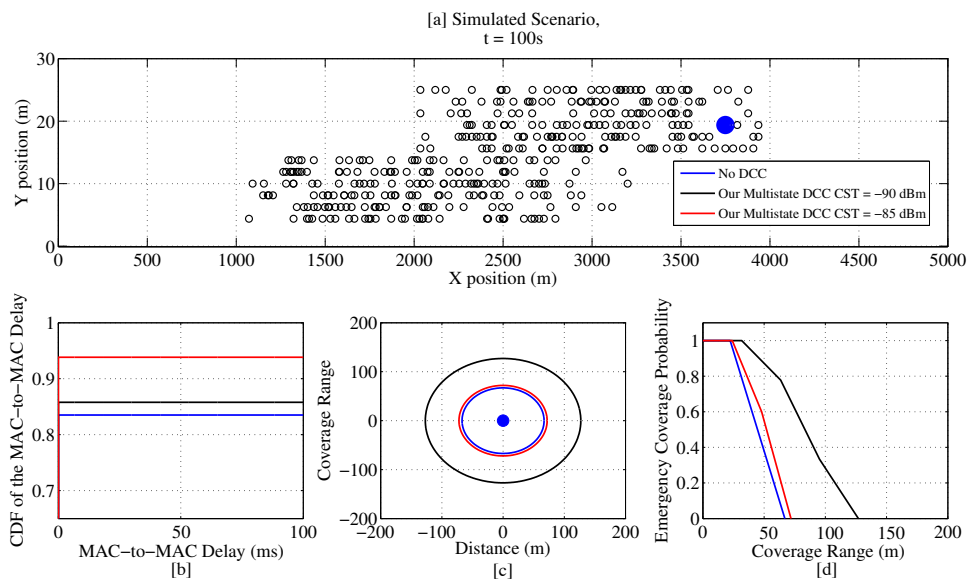 [a] Simulated Scenario,
t = 100s
30
20
10
0
Y position (m)
No DCC
Our Multistate DCC CST = −90 dBm
Our Multistate DCC CST = −85 dBm
0 500 1000 1500 2000 2500 3000 3500 4000 4500 5000
X position (m)
CDF of the MAC−to−MAC Delay
1
0.9
0.8
0.7
0 50 100
MAC−to−MAC Delay (ms)
[b]
Coverage Range
200
100
0
−100
−200
−200 −100 0 100 200
Distance (m)
[c]
Emergency Coverage Probability
1
0.8
0.6
0.4
0.2
0
0 50 100 150 200
Coverage Range (m)
[d]